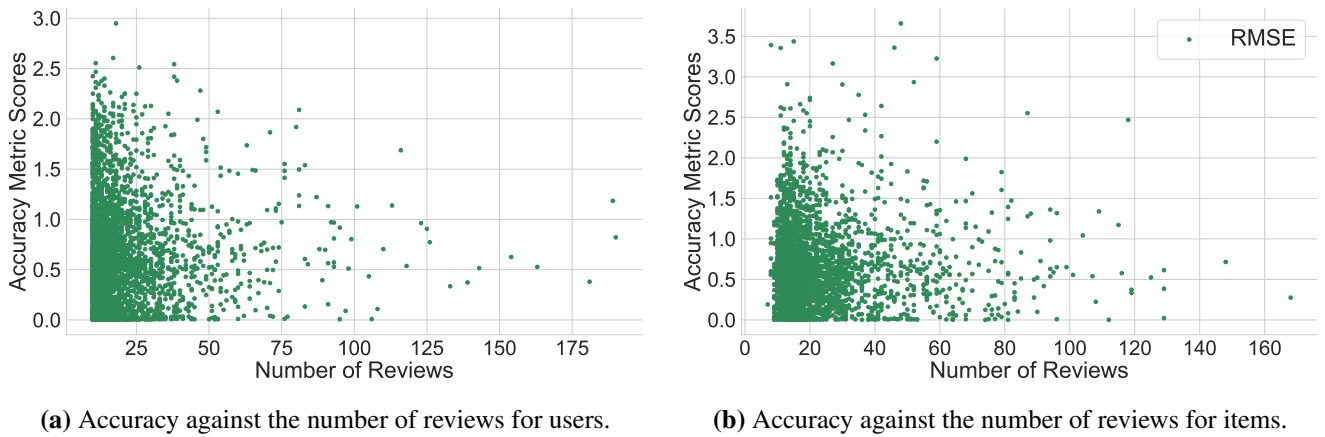 3.0
2.5
2.0
1.5
1.0
0.5
0.0
Accuracy Metric Scores
25 50 75 100 125 150 175
Number of Reviews
(a) Accuracy against the number of reviews for users.
RMSE
3.5
3.0
2.5
2.0
1.5
1.0
0.5
0.0
Accuracy Metric Scores
0 20 40 60 80 100 120 140 160
Number of Reviews
(b) Accuracy against the number of reviews for items.